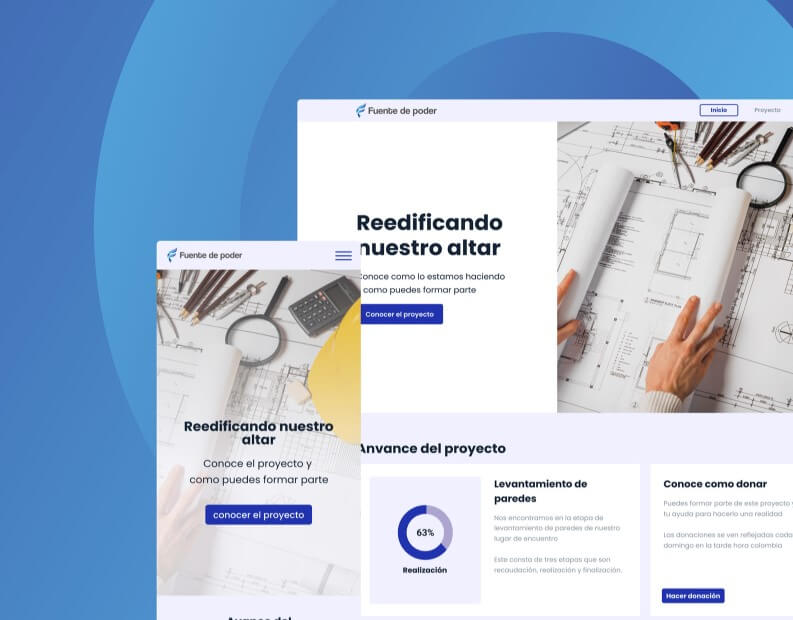 Fuente de poder
Inicio
Proyecto
Reedificando
nuestro altar
Conoce como lo estamos haciendo
como puedes formar parte
Conocer el proyecto
Fuente de poder
Reedificando nuestro
altar
Conoce el proyecto y
como puedes formar parte
conocer el proyecto
Anvance del proyecto
63%
Realización
Levantamiento de
paredes
Nos encontramos en la etapa de
levantamiento de paredes de nuestro
lugar de encuentro
Este consta de tres etapas que son
recaudación, realización y finalización.
Conoce como donar
Puedes formar parte de este proyecto
tu ayuda para hacerlo una realidad
Las donaciones se ven reflejadas cada
domingo en la tarde hora colombia
Hacer donación